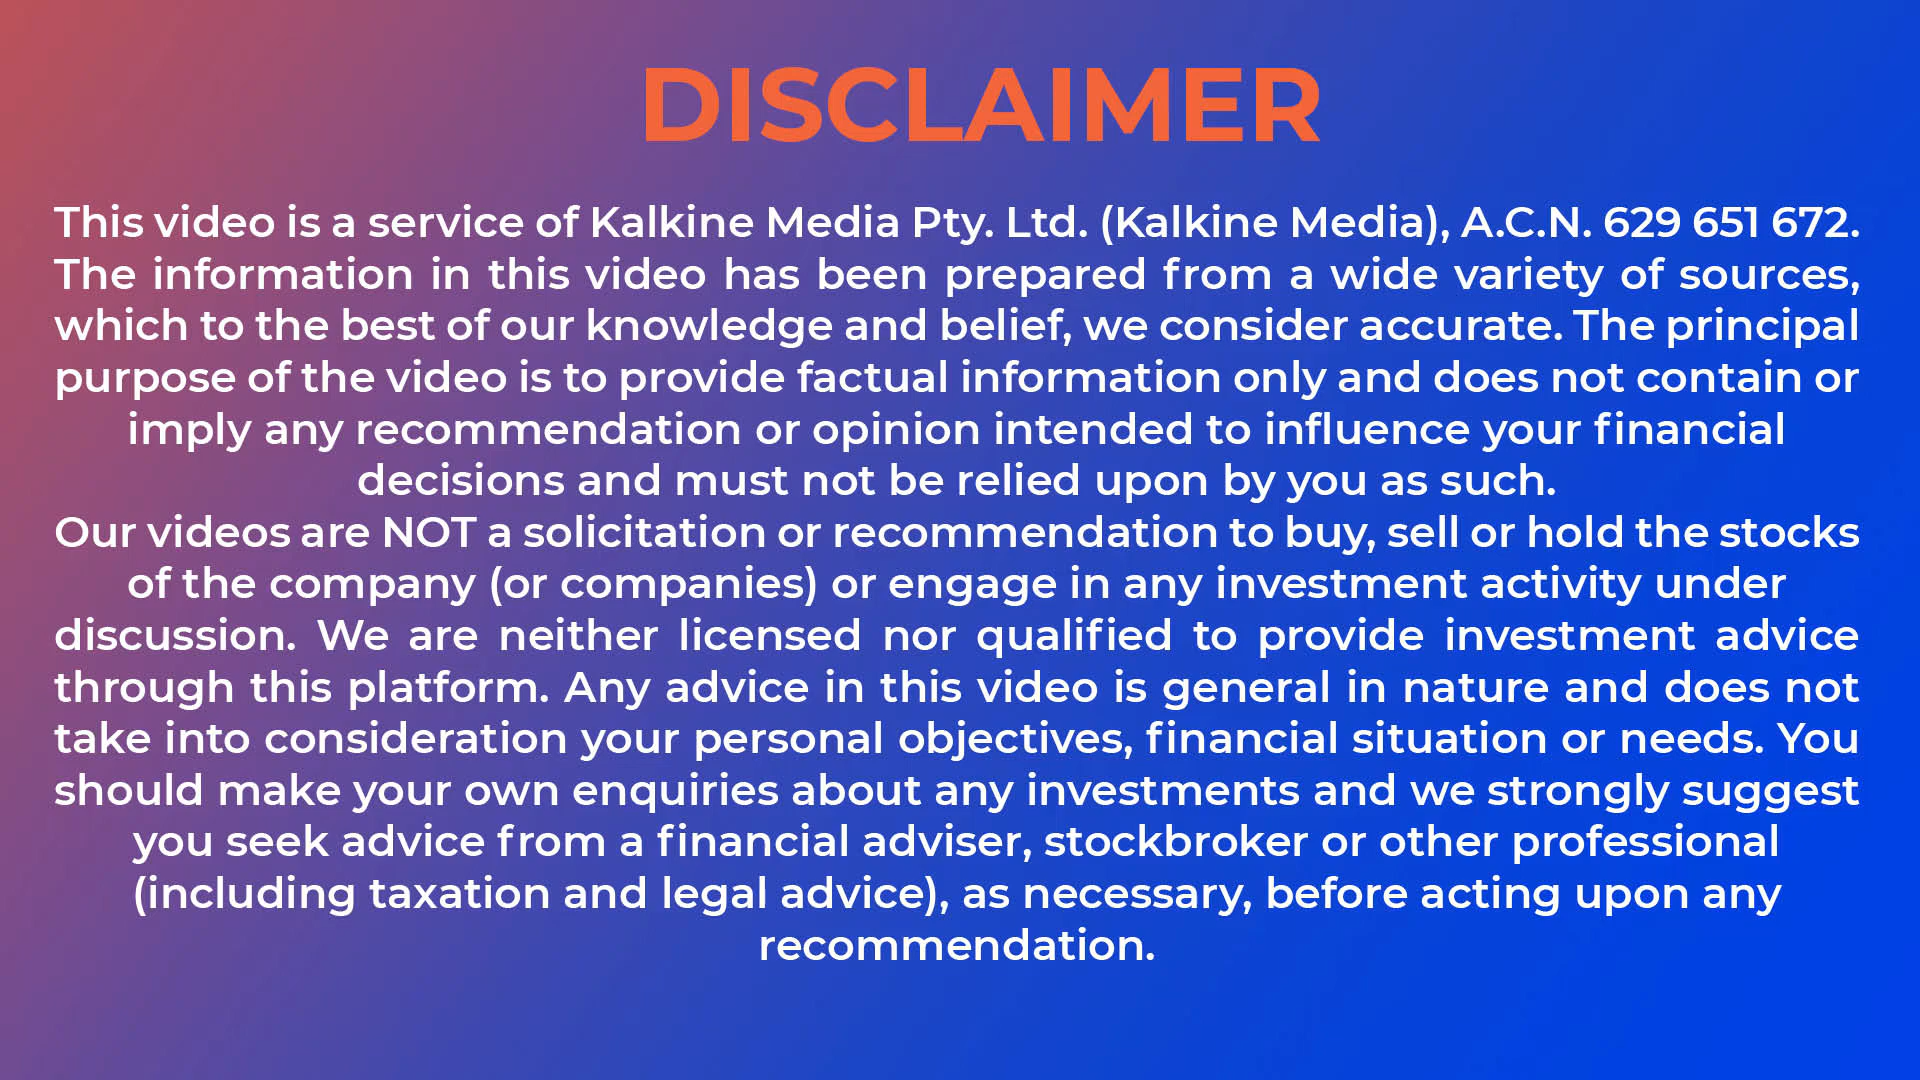 DISCLAIMER
This video is a service of Kalkine Media Pty. Ltd. (Kalkine Media), A.C.N. 629 651 672.
The information in this video has been prepared from a wide variety of sources,
which to the best of our knowledge and belief, we consider accurate. The principal
purpose of the video is to provide factual information only and does not contain or
imply any recommendation or opinion intended to influence your financial
decisions and must not be relied upon by you as such.
Our videos are NOT a solicitation or recommendation to buy, sell or hold the stocks
of the company (or companies) or engage in any investment activity under
discussion. We are neither licensed nor qualified to provide investment advice
through this platform. Any advice in this video is general in nature and does not
take into consideration your personal objectives, financial situation or needs. You
should make your own enquiries about any investments and we strongly suggest
you seek advice from a financial adviser, stockbroker or other professional
(including taxation and legal advice), as necessary, before acting upon any
recommendation.